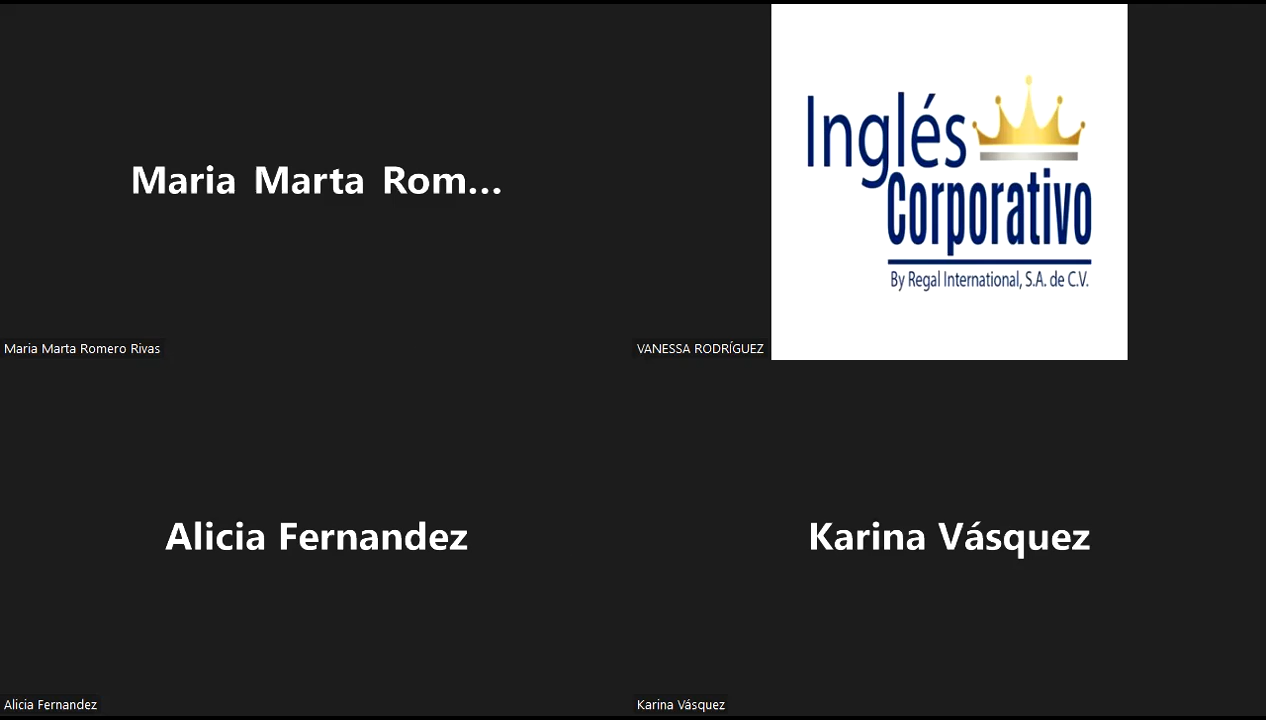 Maria Marta Rom...
Maria Marta Romero Rivas
Inglés
Corporativo
By Regal International, S.A. de C.V.
VANESSA RODRÍGUEZ
Alicia Fernandez
Alicia Fernandez
Karina Vásquez
Karina Vásquez